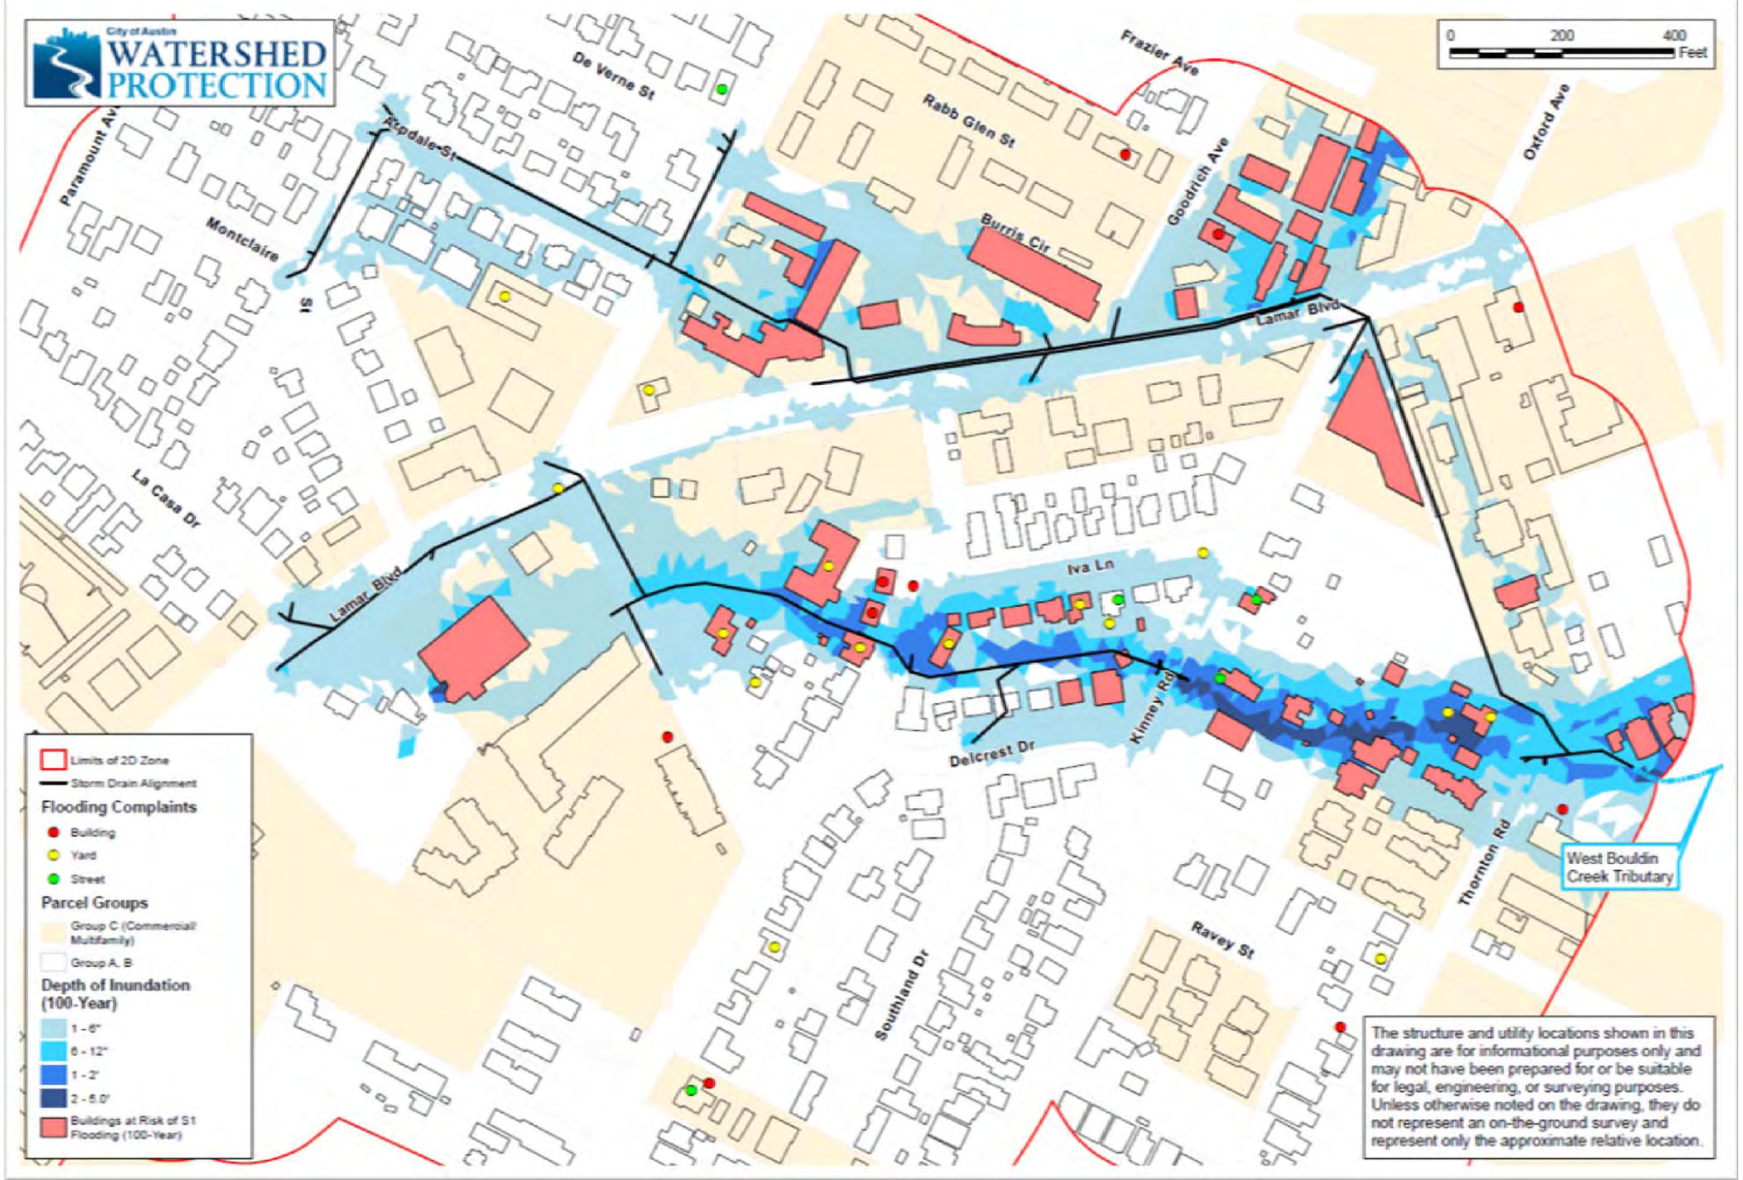 City of Austin
WATERSHED
PROTECTION
0 200 400
Feet
Frazier Ave
De Verne St
Rabb Glen St
Oxford Ave
Arpdale St
Paramount Av
Goodrich Ave
Montclaire
St
Burris Cir
Lamar Blvd
La Casa Dr
Iva Ln
Lamar Blvd
Kinney Rd
Delcrest Dr
Thornton Rd
West Bouldin
Creek Tributary
Ravey St
Southland Dr
Limits of 2D Zone
Storm Drain Alignment
Flooding Complaints
Building
Yard
Street
Parcel Groups
Group C (Commercial/
Multifamily)
Group A, B
Depth of Inundation
(100-Year)
1 - 6"
6 - 12"
1 - 2'
2 - 6.0'
Buildings at Risk of S1
Flooding (100-Year)
The structure and utility locations shown in this
drawing are for informational purposes only and
may not have been prepared for or be suitable
for legal, engineering, or surveying purposes.
Unless otherwise noted on the drawing, they do
not represent an on-the-ground survey and
represent only the approximate relative location.